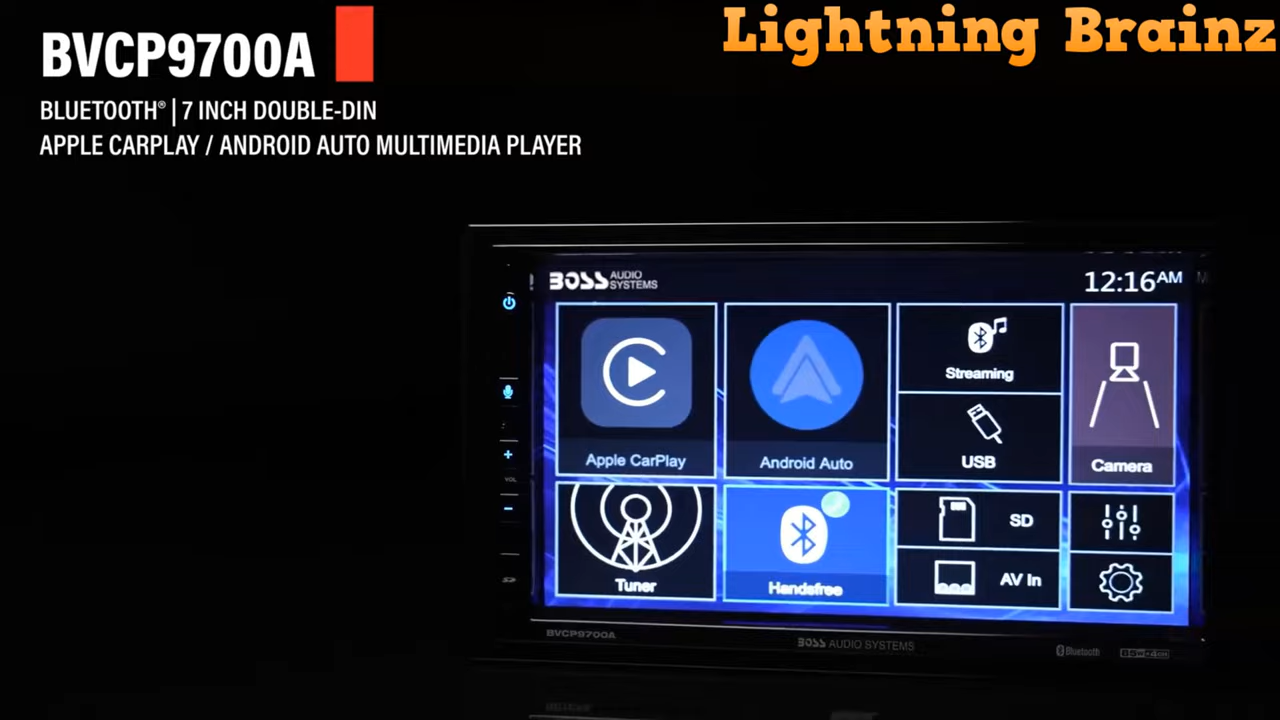 BVCP9700A
Lightning Brainz
BLUETOOTH® | 7 INCH DOUBLE-DIN
APPLE CARPLAY / ANDROID AUTO MULTIMEDIA PLAYER
BOSS AUDIO SYSTEMS
12:16AM
Apple CarPlay
Android Auto
Streaming
USB
Camera
Tuner
Handsfree
SD
AV In
+
VOL
-
BVCP9700A
BOSS AUDIO SYSTEMS
Bluetooth